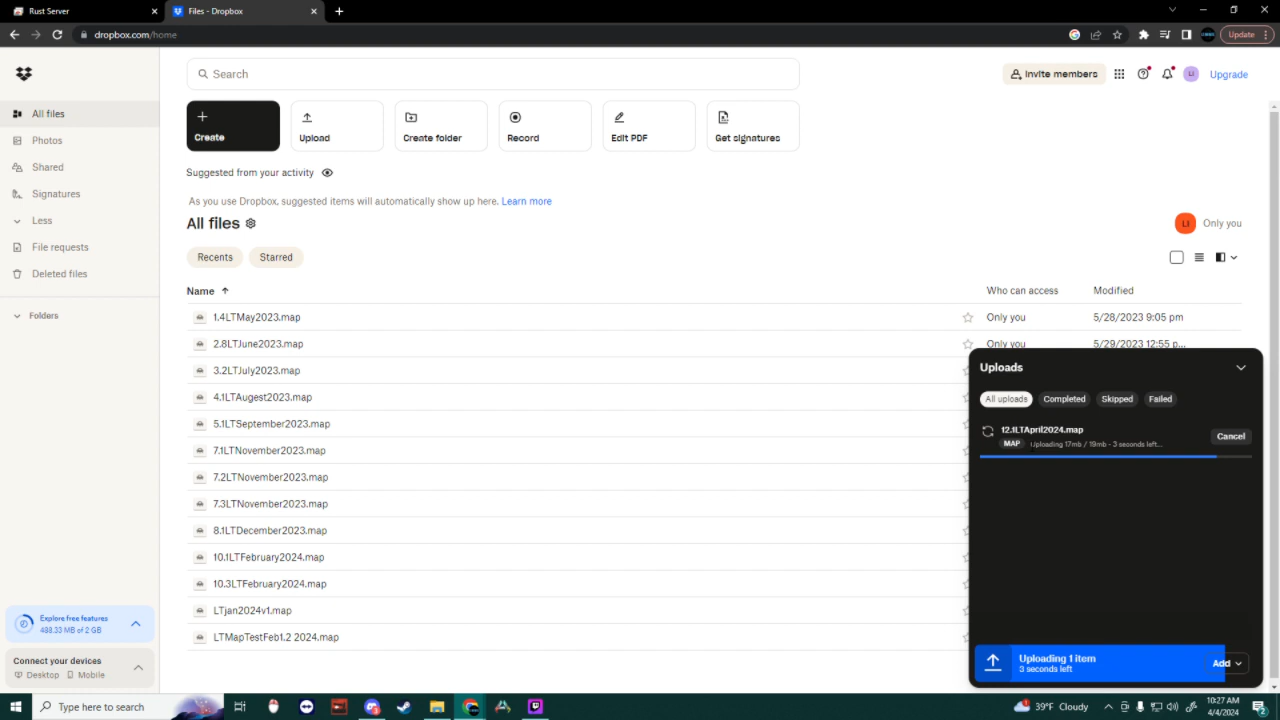 Rust Server
Files - Dropbox
dropbox.com/home
Update
Search
Invite members
Upgrade
All files
Photos
Shared
Signatures
Less
File requests
Deleted files
Folders
Create
Upload
Create folder
Record
Edit PDF
Get signatures
Suggested from your activity
As you use Dropbox, suggested items will automatically show up here. Learn more
All files
LI Only you
Recents Starred
Name Who can access Modified
1.4LTMay2023.map Only you 5/28/2023 9:05 pm
2.8LTJune2023.map Only you 5/29/2023 12:55 p...
3.2LTJuly2023.map
4.1LTAugest2023.map
5.1LTSeptember2023.map
7.1LTNovember2023.map
7.2LTNovember2023.map
7.3LTNovember2023.map
8.1LTDecember2023.map
10.1LTFebruary2024.map
10.3LTFebruary2024.map
LTjan2024v1.map
LTMapTestFeb1.2 2024.map
Uploads
All uploads Completed Skipped Failed
12.1LTApril2024.map
MAP Uploading 17mb / 19mb - 3 seconds left...
Cancel
Uploading 1 item
3 seconds left
Add
Explore free features
488.33 MB of 2 GB
Connect your devices
Desktop Mobile
Type here to search
39°F Cloudy
10:27 AM
4/4/2024
2